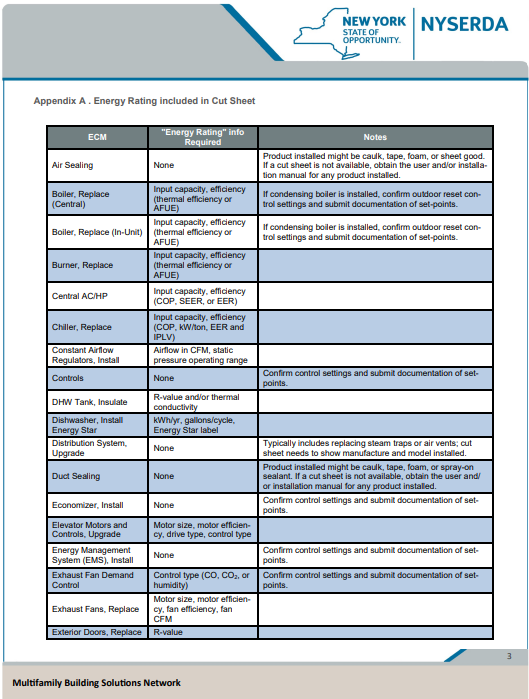 NEW YORK
STATE OF
OPPORTUNITY.
NYSERDA
Appendix A . Energy Rating included in Cut Sheet
ECM
"Energy Rating" info
Required
Notes
Air Sealing
None
Product installed might be caulk, tape, foam, or sheet good.
If a cut sheet is not available, obtain the user and/or installa-
tion manual for any product installed.
Boiler, Replace
(Central)
Input capacity, efficiency
(thermal efficiency or
AFUE)
If condensing boiler is installed, confirm outdoor reset con-
trol settings and submit documentation of set-points.
Boiler, Replace (In-Unit)
Input capacity, efficiency
(thermal efficiency or
AFUE)
If condensing boiler is installed, confirm outdoor reset con-
trol settings and submit documentation of set-points.
Burner, Replace
Input capacity, efficiency
(thermal efficiency or
AFUE)
Central AC/HP
Input capacity, efficiency
(COP, SEER, or EER)
Chiller, Replace
Input capacity, efficiency
(COP, kW/ton, EER and
IPLV)
Constant Airflow
Regulators, Install
Airflow in CFM, static
pressure operating range
Controls
None
Confirm control settings and submit documentation of set-
points.
DHW Tank, Insulate
R-value and/or thermal
conductivity
Dishwasher, Install
Energy Star
kWh/yr, gallons/cycle,
Energy Star label
Distribution System,
Upgrade
None
Typically includes replacing steam traps or air vents; cut
sheet needs to show manufacture and model installed.
Duct Sealing
None
Product installed might be caulk, tape, foam, or spray-on
sealant. If a cut sheet is not available, obtain the user and/
or installation manual for any product installed.
Economizer, Install
None
Confirm control settings and submit documentation of set-
points.
Elevator Motors and
Controls, Upgrade
Motor size, motor efficien-
cy, drive type, control type
Energy Management
System (EMS), Install
None
Confirm control settings and submit documentation of set-
points.
Exhaust Fan Demand
Control
Control type (CO, CO₂, or
humidity)
Confirm control settings and submit documentation of set-
points.
Exhaust Fans, Replace
Motor size, motor efficien-
cy, fan efficiency, fan
CFM
Exterior Doors, Replace
R-value
3
Multifamily Building Solutions Network